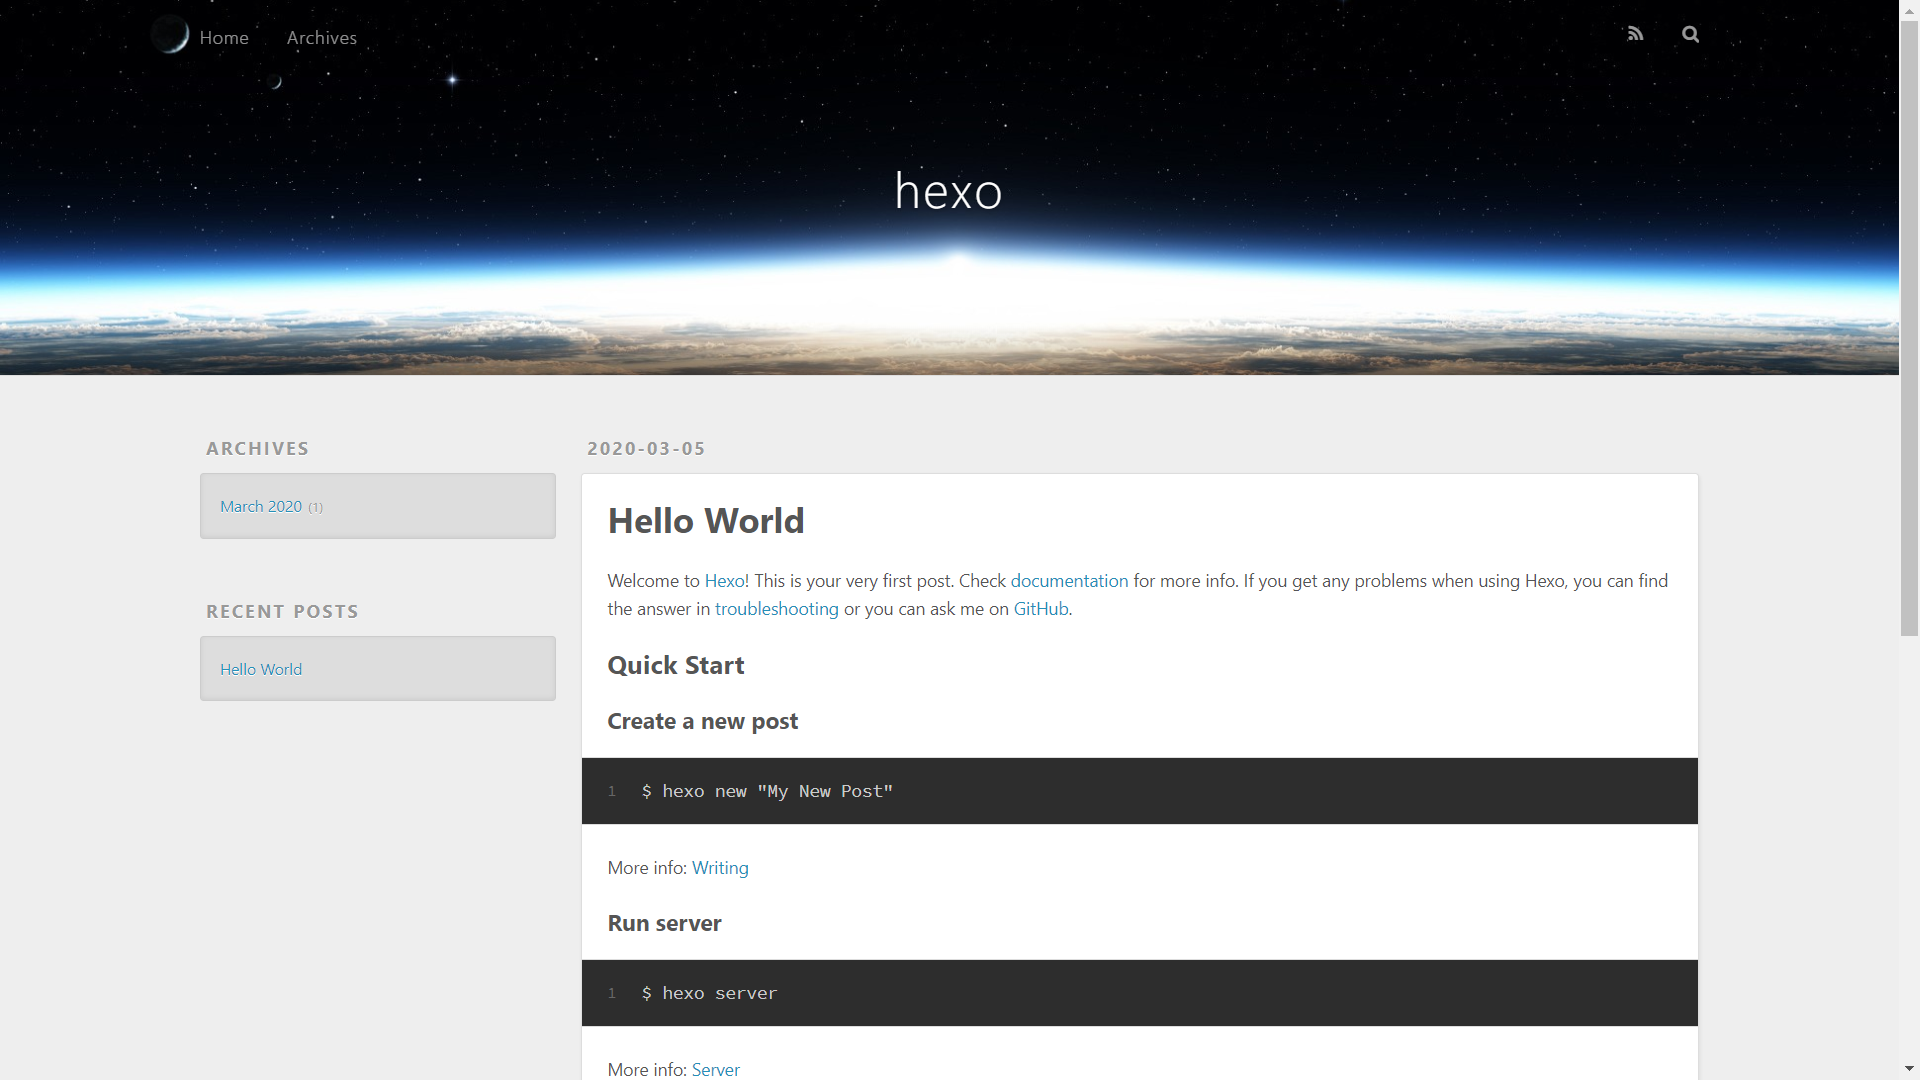 Home Archives
hexo
ARCHIVES
March 2020 (1)
RECENT POSTS
Hello World
2020-03-05
Hello World
Welcome to Hexo! This is your very first post. Check documentation for more info. If you get any problems when using Hexo, you can find
the answer in troubleshooting or you can ask me on GitHub.
Quick Start
Create a new post
1 $ hexo new "My New Post"
More info: Writing
Run server
1 $ hexo server
More info: Server